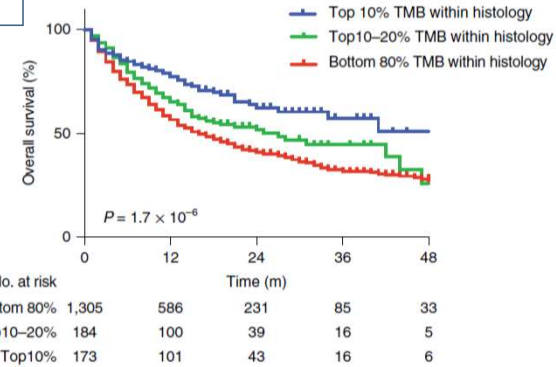 Top 10% TMB within histology
Top10–20% TMB within histology
Bottom 80% TMB within histology
Overall survival (%)
100
50
0
P = 1.7 × 10⁻⁶
0 12 24 36 48
Time (m)
No. at risk
tom 80% 1,305 586 231 85 33
10–20% 184 100 39 16 5
Top10% 173 101 43 16 6